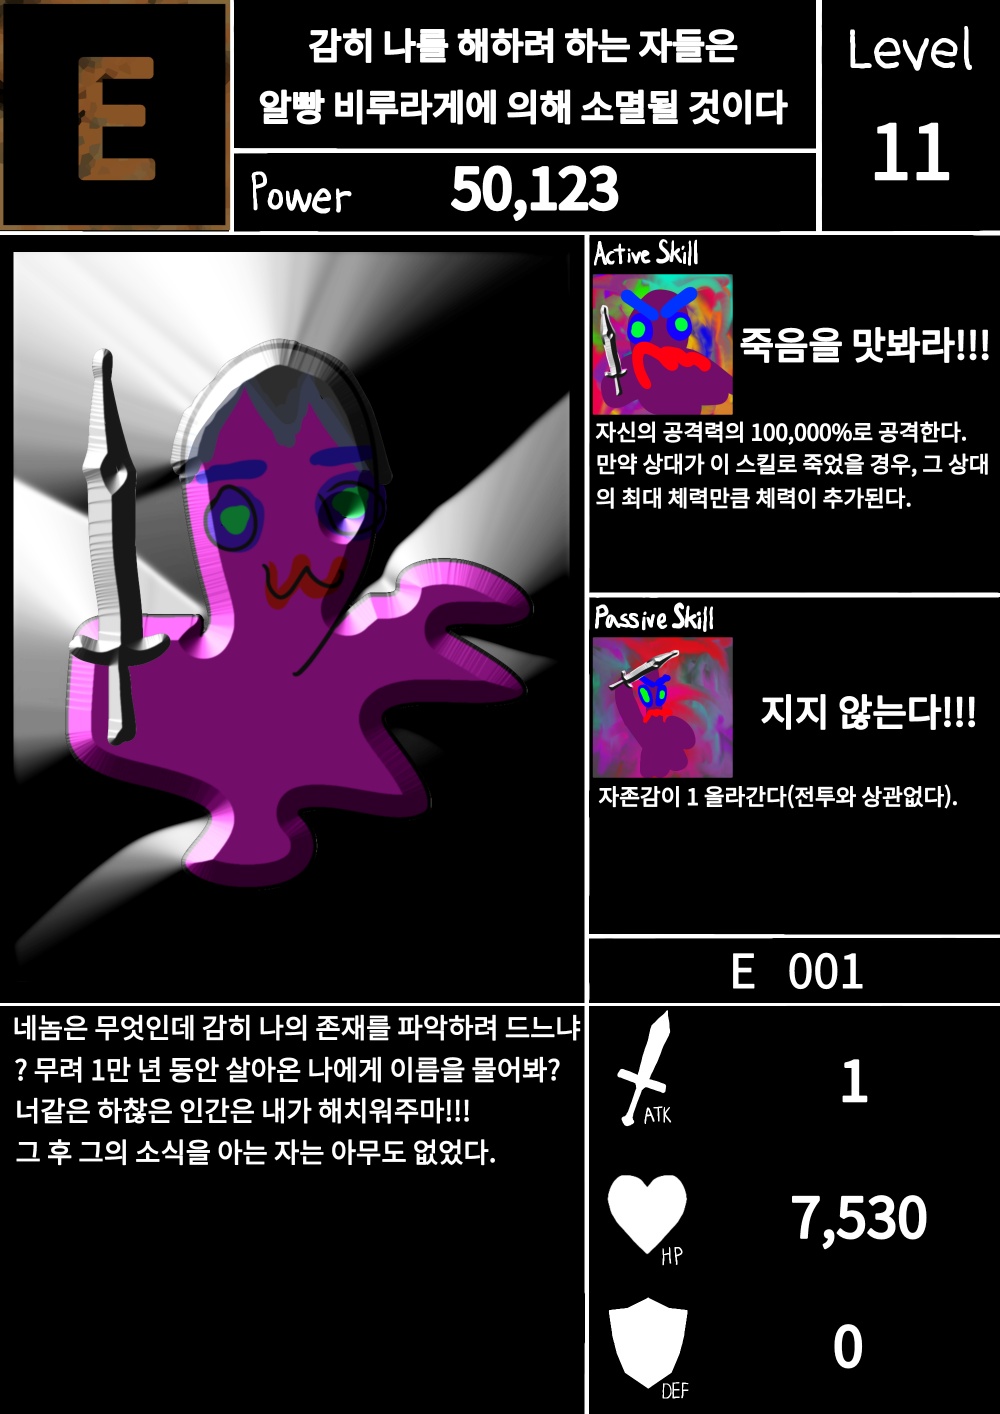 E
감히 나를 해하려 하는 자들은
알빵 비루라게에 의해 소멸될 것이다
Power 50,123
Level
11
Active Skill
죽음을 맛봐라!!!
자신의 공격력의 100,000%로 공격한다.
만약 상대가 이 스킬로 죽었을 경우, 그 상대
의 최대 체력만큼 체력이 추가된다.
Passive Skill
지지 않는다!!!
자존감이 1 올라간다(전투와 상관없다).
E 001
네놈은 무엇인데 감히 나의 존재를 파악하려 드느냐
? 무려 1만 년 동안 살아온 나에게 이름을 물어봐?
너같은 하찮은 인간은 내가 해치워주마!!!
그 후 그의 소식을 아는 자는 아무도 없었다.
ATK 1
HP 7,530
DEF 0